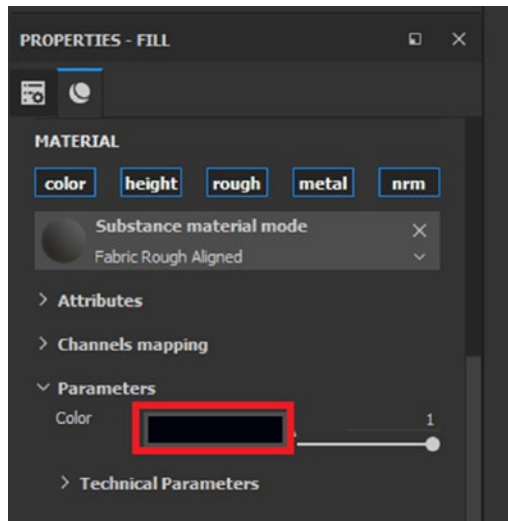 PROPERTIES - FILL
MATERIAL
color height rough metal nrm
Substance material mode
Fabric Rough Aligned
Attributes
Channels mapping
Parameters
Color 1
Technical Parameters